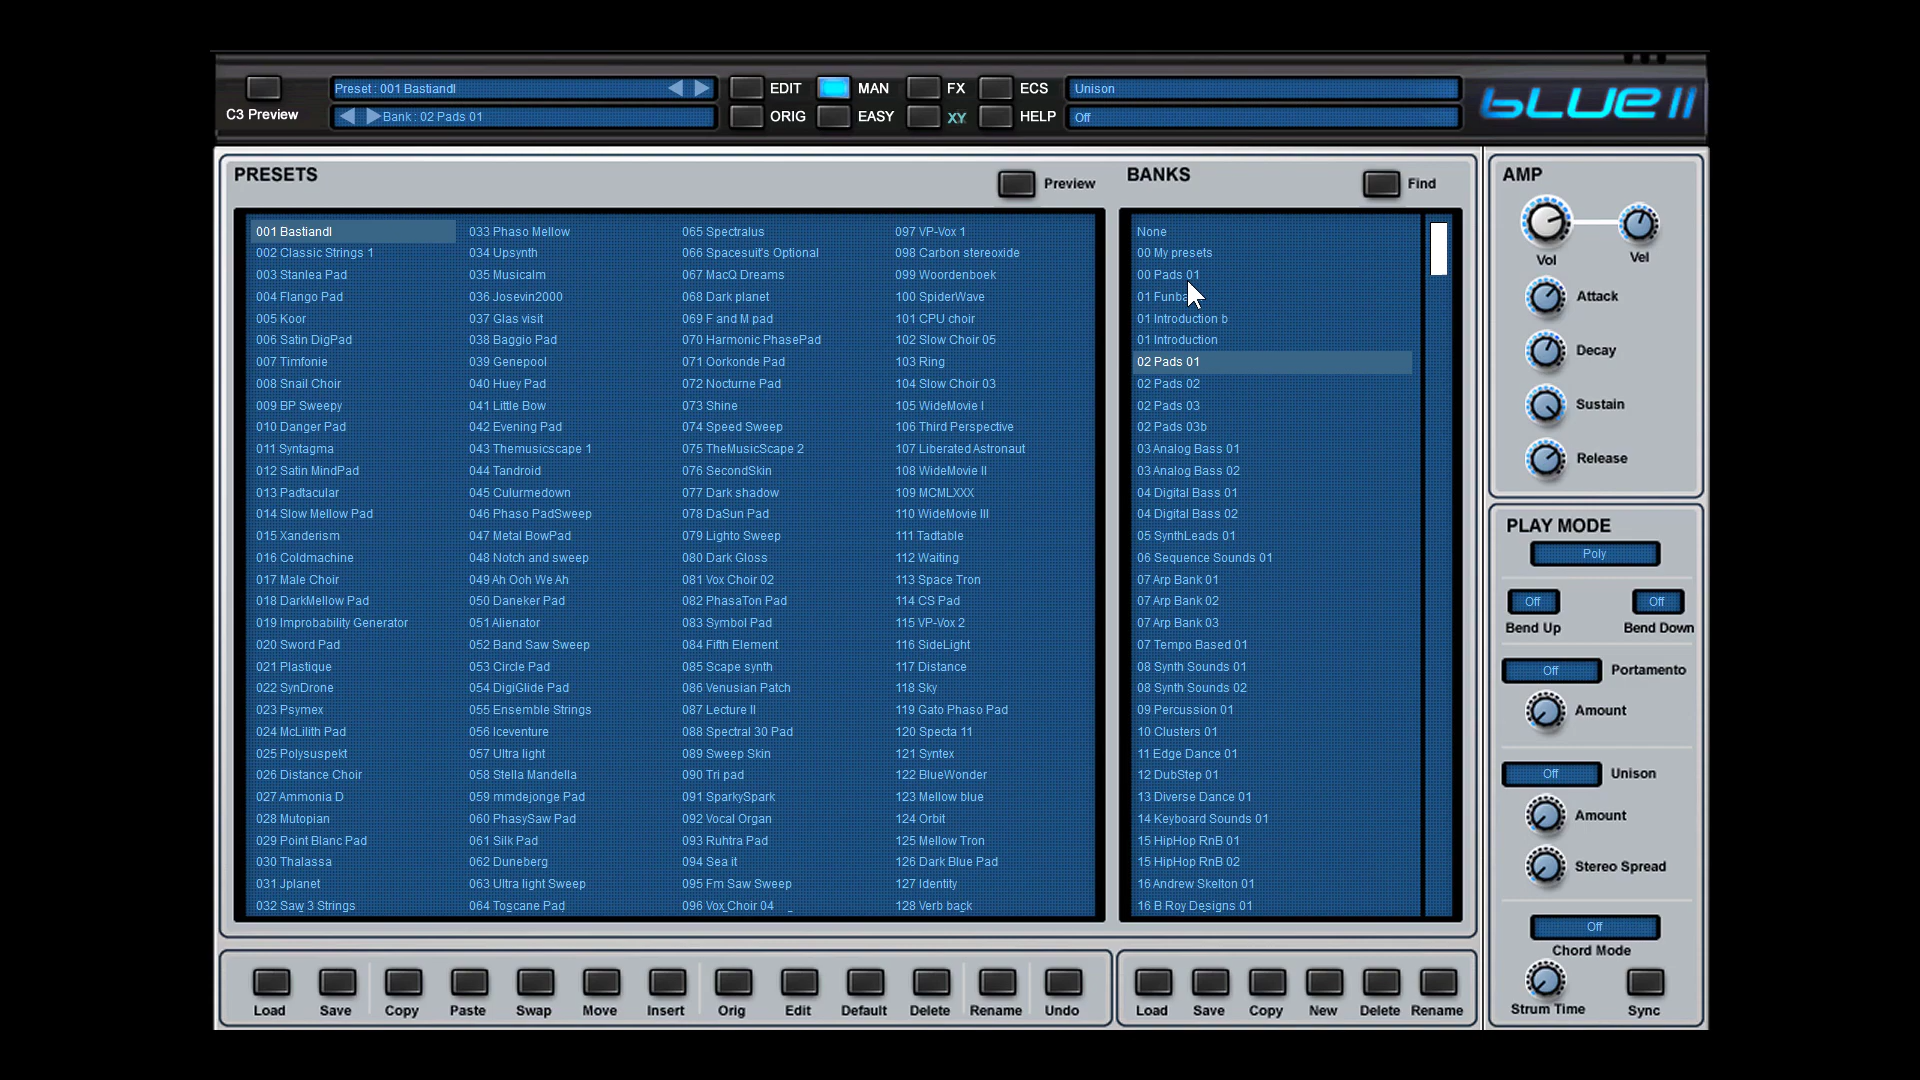 C3 Preview
Preset : 001 Bastiandl
Bank : 02 Pads 01
EDIT MAN FX ECS
ORIG EASY XY HELP
Unison
Off
BLUE II
PRESETS
Preview
001 Bastiandl
002 Classic Strings 1
003 Stanlea Pad
004 Flango Pad
005 Koor
006 Satin DigPad
007 Timfonie
008 Snail Choir
009 BP Sweepy
010 Danger Pad
011 Syntagma
012 Satin MindPad
013 Padtacular
014 Slow Mellow Pad
015 Xanderism
016 Coldmachine
017 Male Choir
018 DarkMellow Pad
019 Improbability Generator
020 Sword Pad
021 Plastique
022 SynDrone
023 Psymex
024 McLilith Pad
025 Polysuspekt
026 Distance Choir
027 Ammonia D
028 Mutopian
029 Point Blanc Pad
030 Thalassa
031 Jplanet
032 Saw 3 Strings
033 Phaso Mellow
034 Upsynth
035 Musicalm
036 Josevin2000
037 Glas visit
038 Baggio Pad
039 Genepool
040 Huey Pad
041 Little Bow
042 Evening Pad
043 Themusicscape 1
044 Tandroid
045 Culurmedown
046 Phaso PadSweep
047 Metal BowPad
048 Notch and sweep
049 Ah Ooh We Ah
050 Daneker Pad
051 Alienator
052 Band Saw Sweep
053 Circle Pad
054 DigiGlide Pad
055 Ensemble Strings
056 Iceventure
057 Ultra light
058 Stella Mandella
059 mmdejonge Pad
060 PhasySaw Pad
061 Silk Pad
062 Duneberg
063 Ultra light Sweep
064 Toscane Pad
065 Spectralus
066 Spacesuit's Optional
067 MacQ Dreams
068 Dark planet
069 F and M pad
070 Harmonic PhasePad
071 Oorkonde Pad
072 Nocturne Pad
073 Shine
074 Speed Sweep
075 TheMusicScape 2
076 SecondSkin
077 Dark shadow
078 DaSun Pad
079 Lighto Sweep
080 Dark Gloss
081 Vox Choir 02
082 PhasaTon Pad
083 Symbol Pad
084 Fifth Element
085 Scape synth
086 Venusian Patch
087 Lecture II
088 Spectral 30 Pad
089 Sweep Skin
090 Tri pad
091 SparkySpark
092 Vocal Organ
093 Ruhtra Pad
094 Sea it
095 Fm Saw Sweep
096 Vox Choir 04
097 VP-Vox 1
098 Carbon stereoxide
099 Woordenboek
100 SpiderWave
101 CPU choir
102 Slow Choir 05
103 Ring
104 Slow Choir 03
105 WideMovie I
106 Third Perspective
107 Liberated Astronaut
108 WideMovie II
109 MCMLXXX
110 WideMovie III
111 Tadtable
112 Waiting
113 Space Tron
114 CS Pad
115 VP-Vox 2
116 SideLight
117 Distance
118 Sky
119 Gato Phaso Pad
120 Specta 11
121 Syntex
122 BlueWonder
123 Mellow blue
124 Orbit
125 Mellow Tron
126 Dark Blue Pad
127 Identity
128 Verb back
Load Save Copy Paste Swap Move Insert Orig Edit Default Delete Rename Undo
BANKS
Find
None
00 My presets
00 Pads 01
01
01 Introduction b
01 Introduction
02 Pads 01
02 Pads 02
02 Pads 03
02 Pads 03b
03 Analog Bass 01
03 Analog Bass 02
04 Digital Bass 01
04 Digital Bass 02
05 SynthLeads 01
06 Sequence Sounds 01
07 Arp Bank 01
07 Arp Bank 02
07 Arp Bank 03
07 Tempo Based 01
08 Synth Sounds 01
08 Synth Sounds 02
09 Percussion 01
10 Clusters 01
11 Edge Dance 01
12 DubStep 01
13 Diverse Dance 01
14 Keyboard Sounds 01
15 HipHop RnB 01
15 HipHop RnB 02
16 Andrew Skelton 01
16 B Roy Designs 01
Load Save Copy New Delete Rename
AMP
Vol
Vel
Attack
Decay
Sustain
Release
PLAY MODE
Poly
Off Off
Bend Up Bend Down
Off Portamento
Amount
Off Unison
Amount
Stereo Spread
Off
Chord Mode
Strum Time Sync